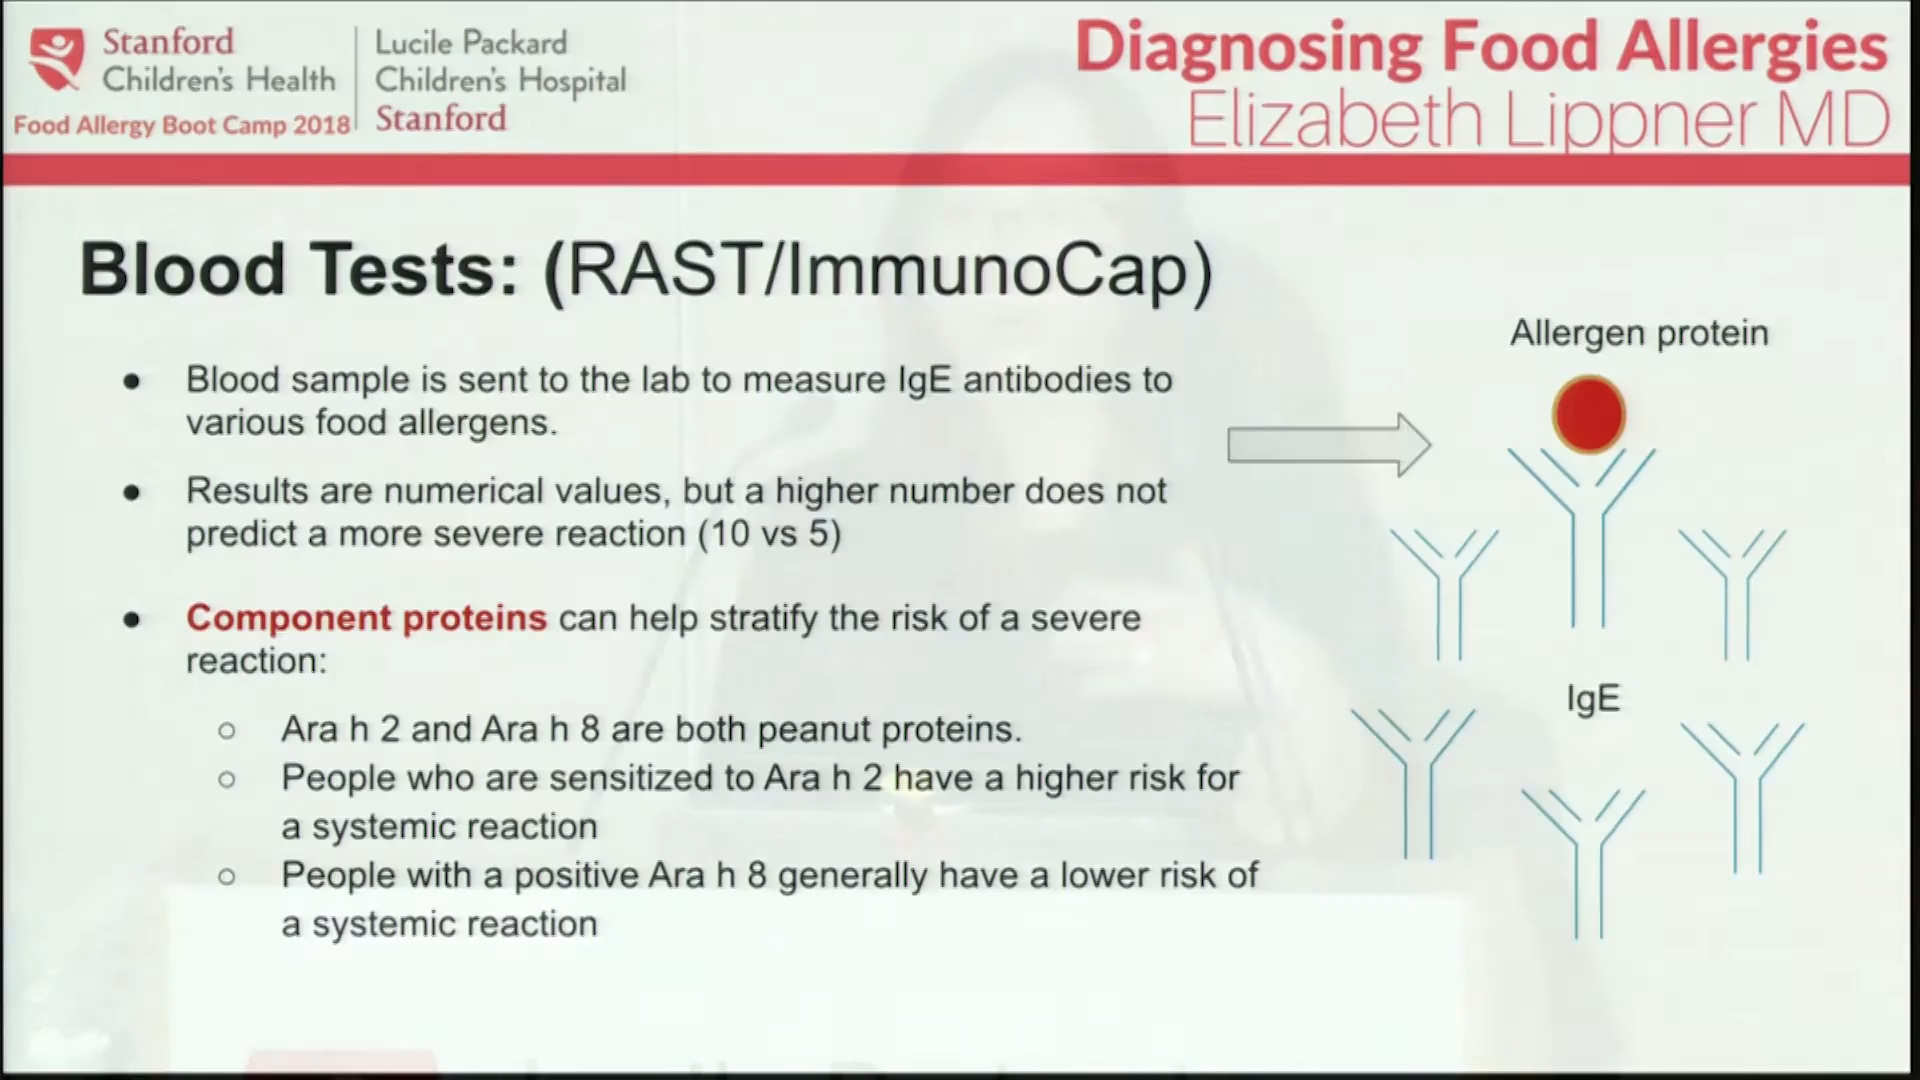 Stanford
Children's Health
Food Allergy Boot Camp 2018
Lucile Packard
Children's Hospital
Stanford
Diagnosing Food Allergies
Elizabeth Lippner MD
Blood Tests: (RAST/ImmunoCap)
● Blood sample is sent to the lab to measure IgE antibodies to
various food allergens.
● Results are numerical values, but a higher number does not
predict a more severe reaction (10 vs 5)
● Component proteins can help stratify the risk of a severe
reaction:
○ Ara h 2 and Ara h 8 are both peanut proteins.
○ People who are sensitized to Ara h 2 have a higher risk for
a systemic reaction
○ People with a positive Ara h 8 generally have a lower risk of
a systemic reaction
Allergen protein
IgE